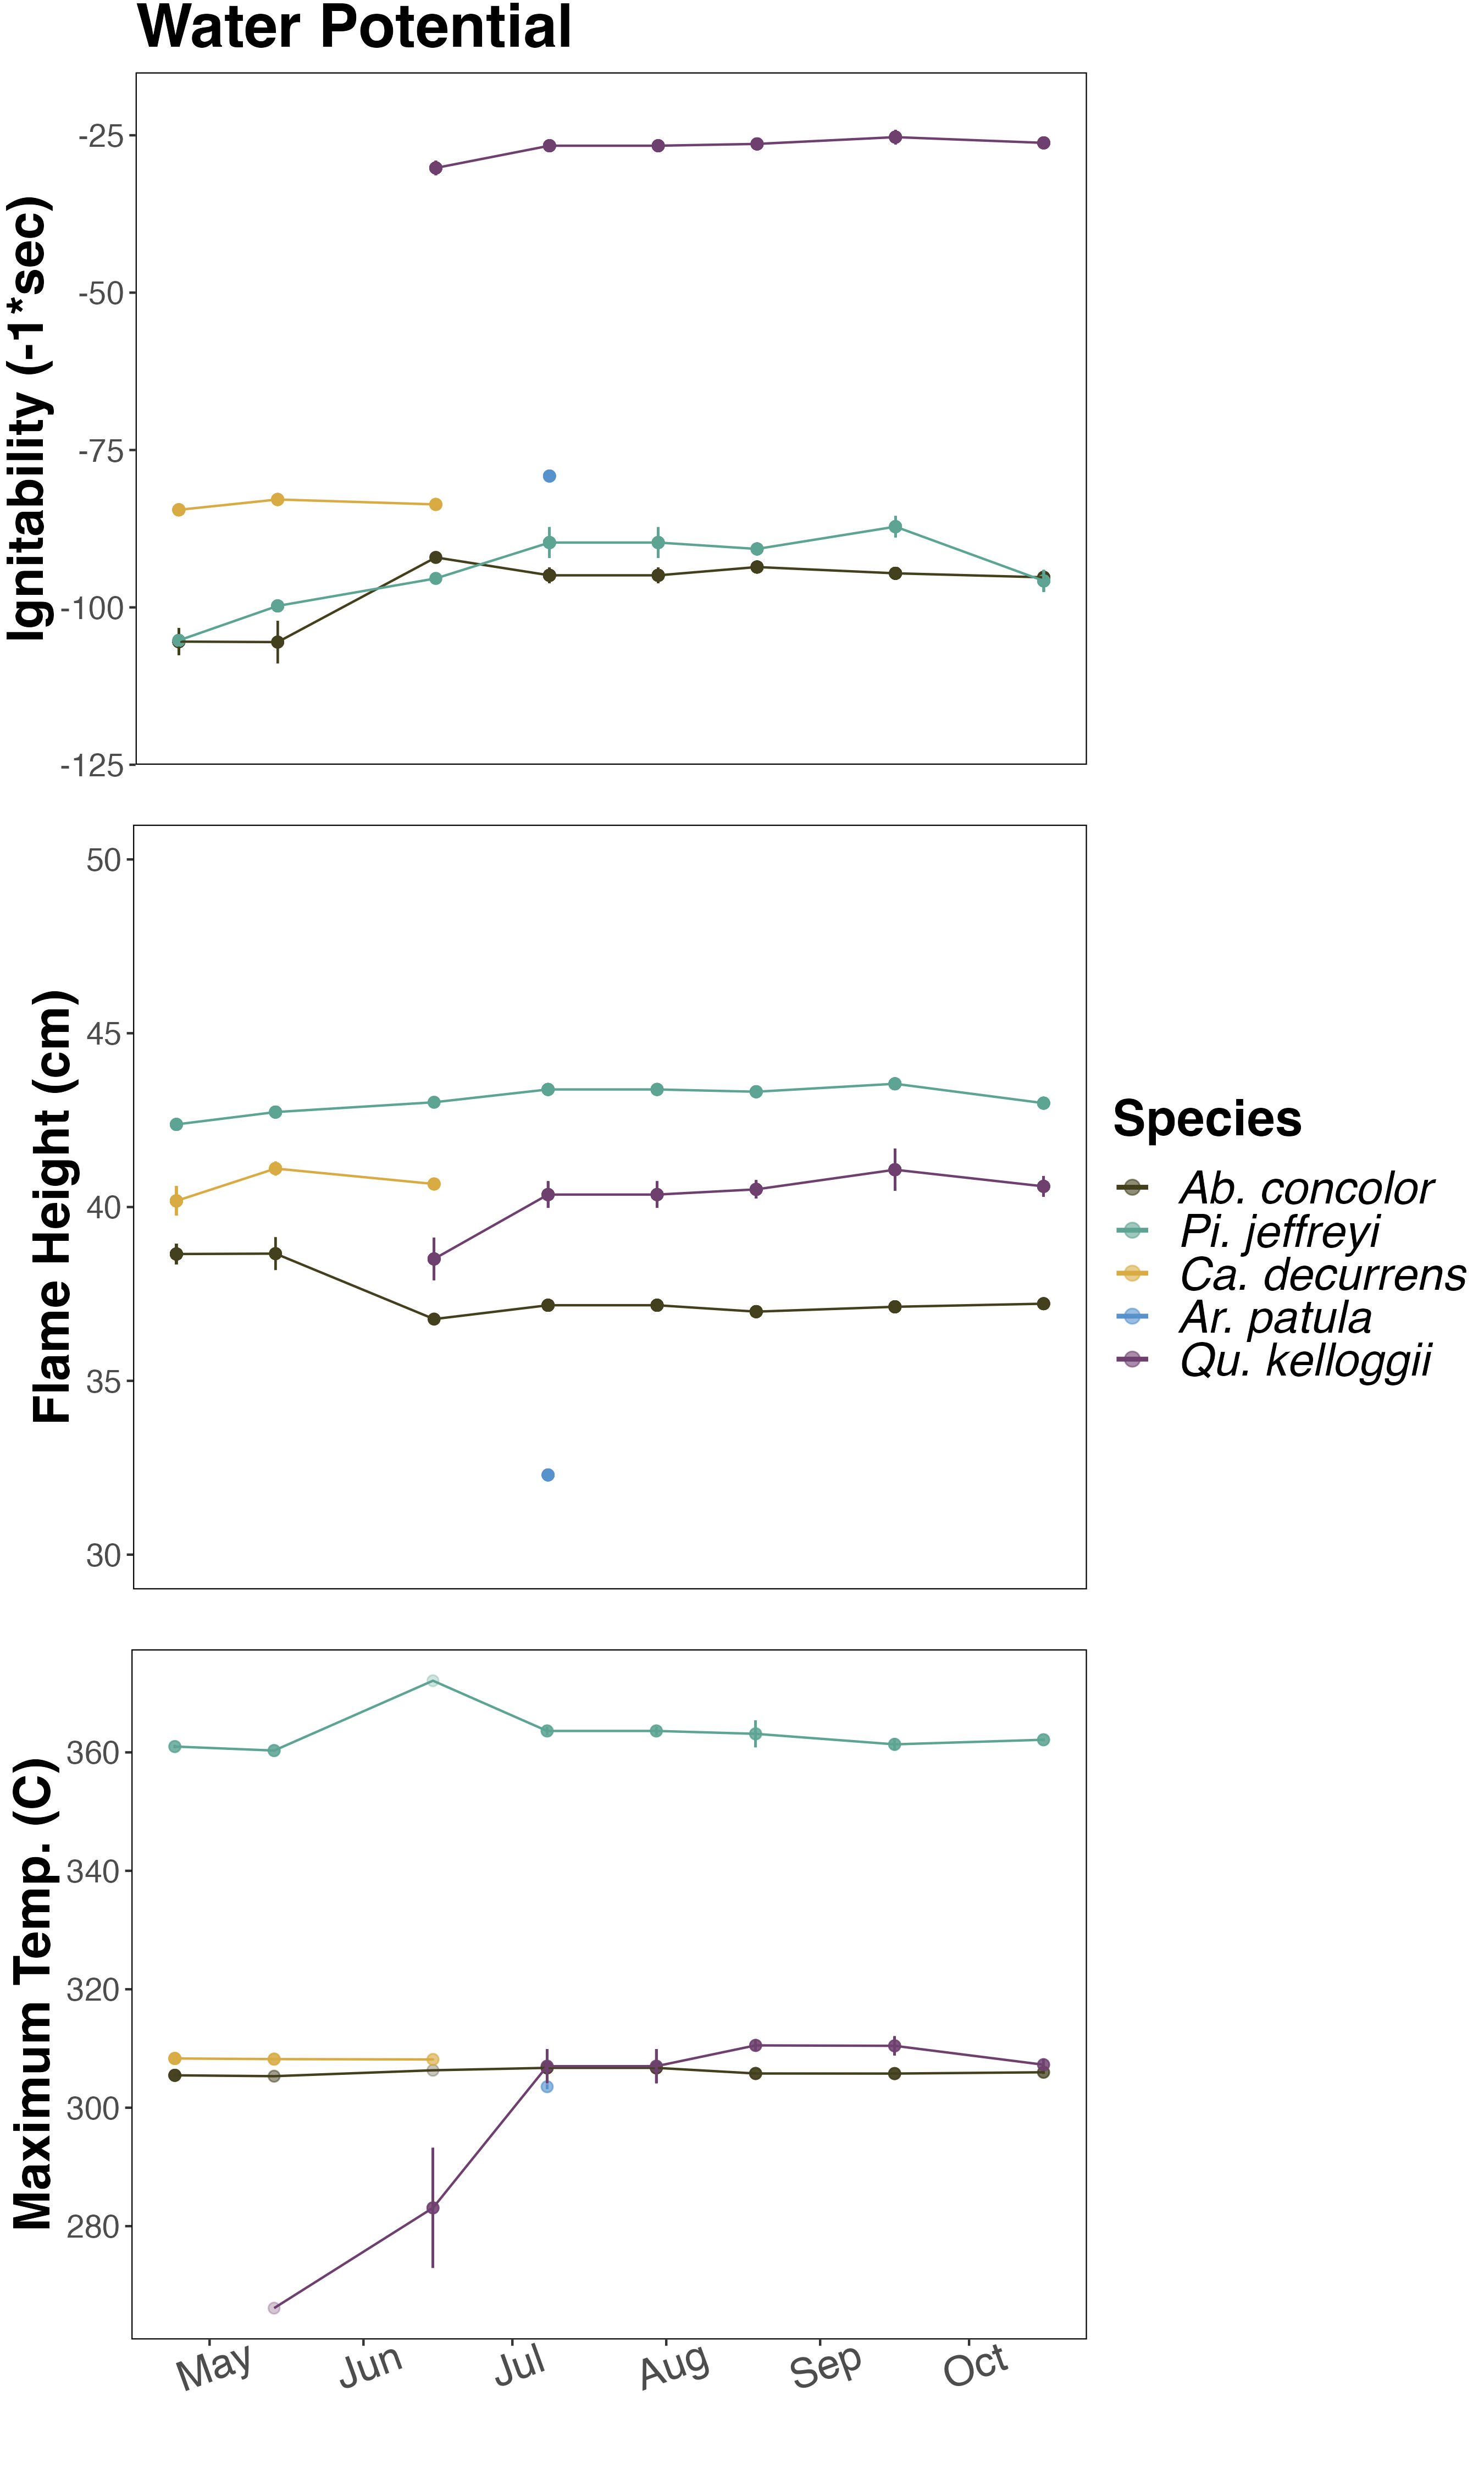 Water Potential
Ignitability (-1*sec)
-25
-50
-75
-100
-125
Flame Height (cm)
50
45
40
35
30
Species
Ab. concolor
Pi. jeffreyi
Ca. decurrens
Ar. patula
Qu. kelloggii
Maximum Temp. (C)
360
340
320
300
280
May Jun Jul Aug Sep Oct